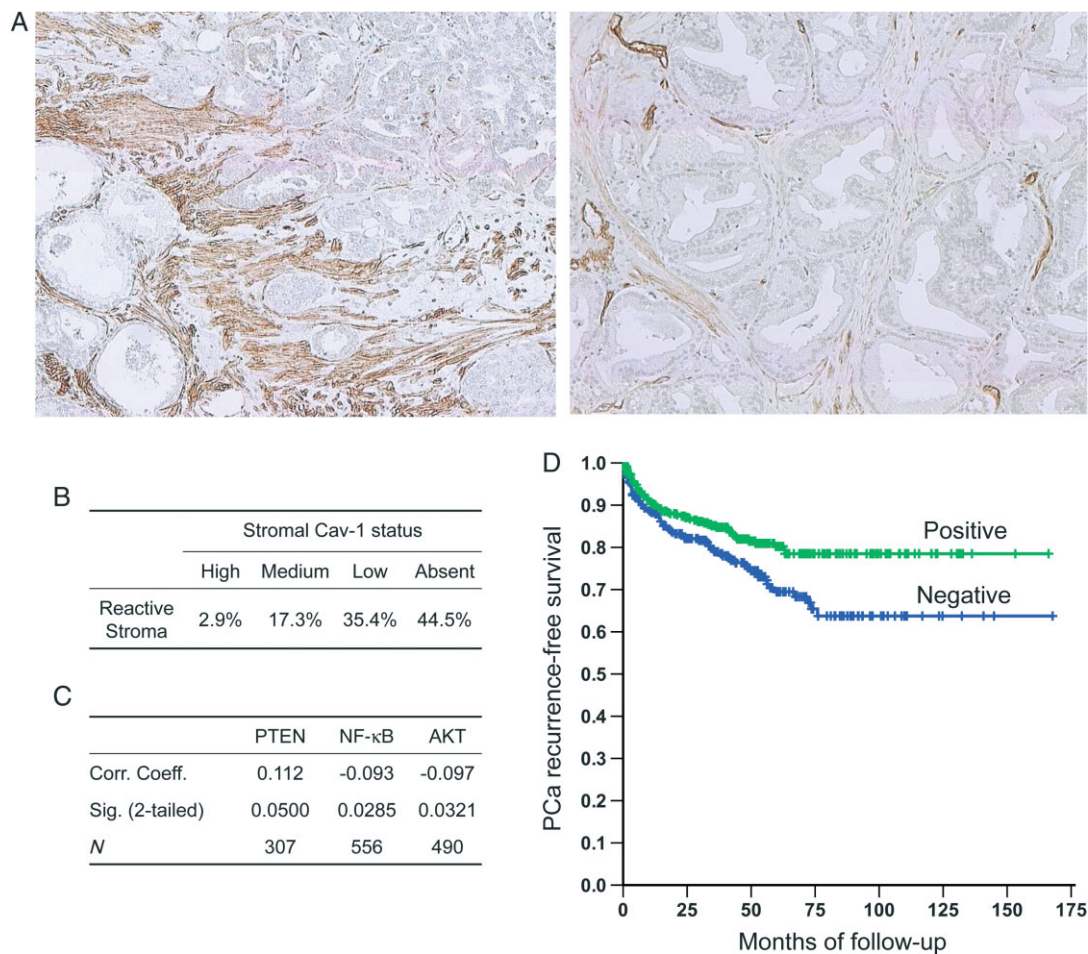 A
B
Stromal Cav-1 status
High Medium Low Absent
Reactive Stroma 2.9% 17.3% 35.4% 44.5%
C
PTEN NF-κB AKT
Corr. Coeff. 0.112 -0.093 -0.097
Sig. (2-tailed) 0.0500 0.0285 0.0321
N 307 556 490
D
PCa recurrence-free survival
1.0
0.9
0.8
0.7
0.6
0.5
0.4
0.3
0.2
0.1
0.0
Positive
Negative
0 25 50 75 100 125 150 175
Months of follow-up